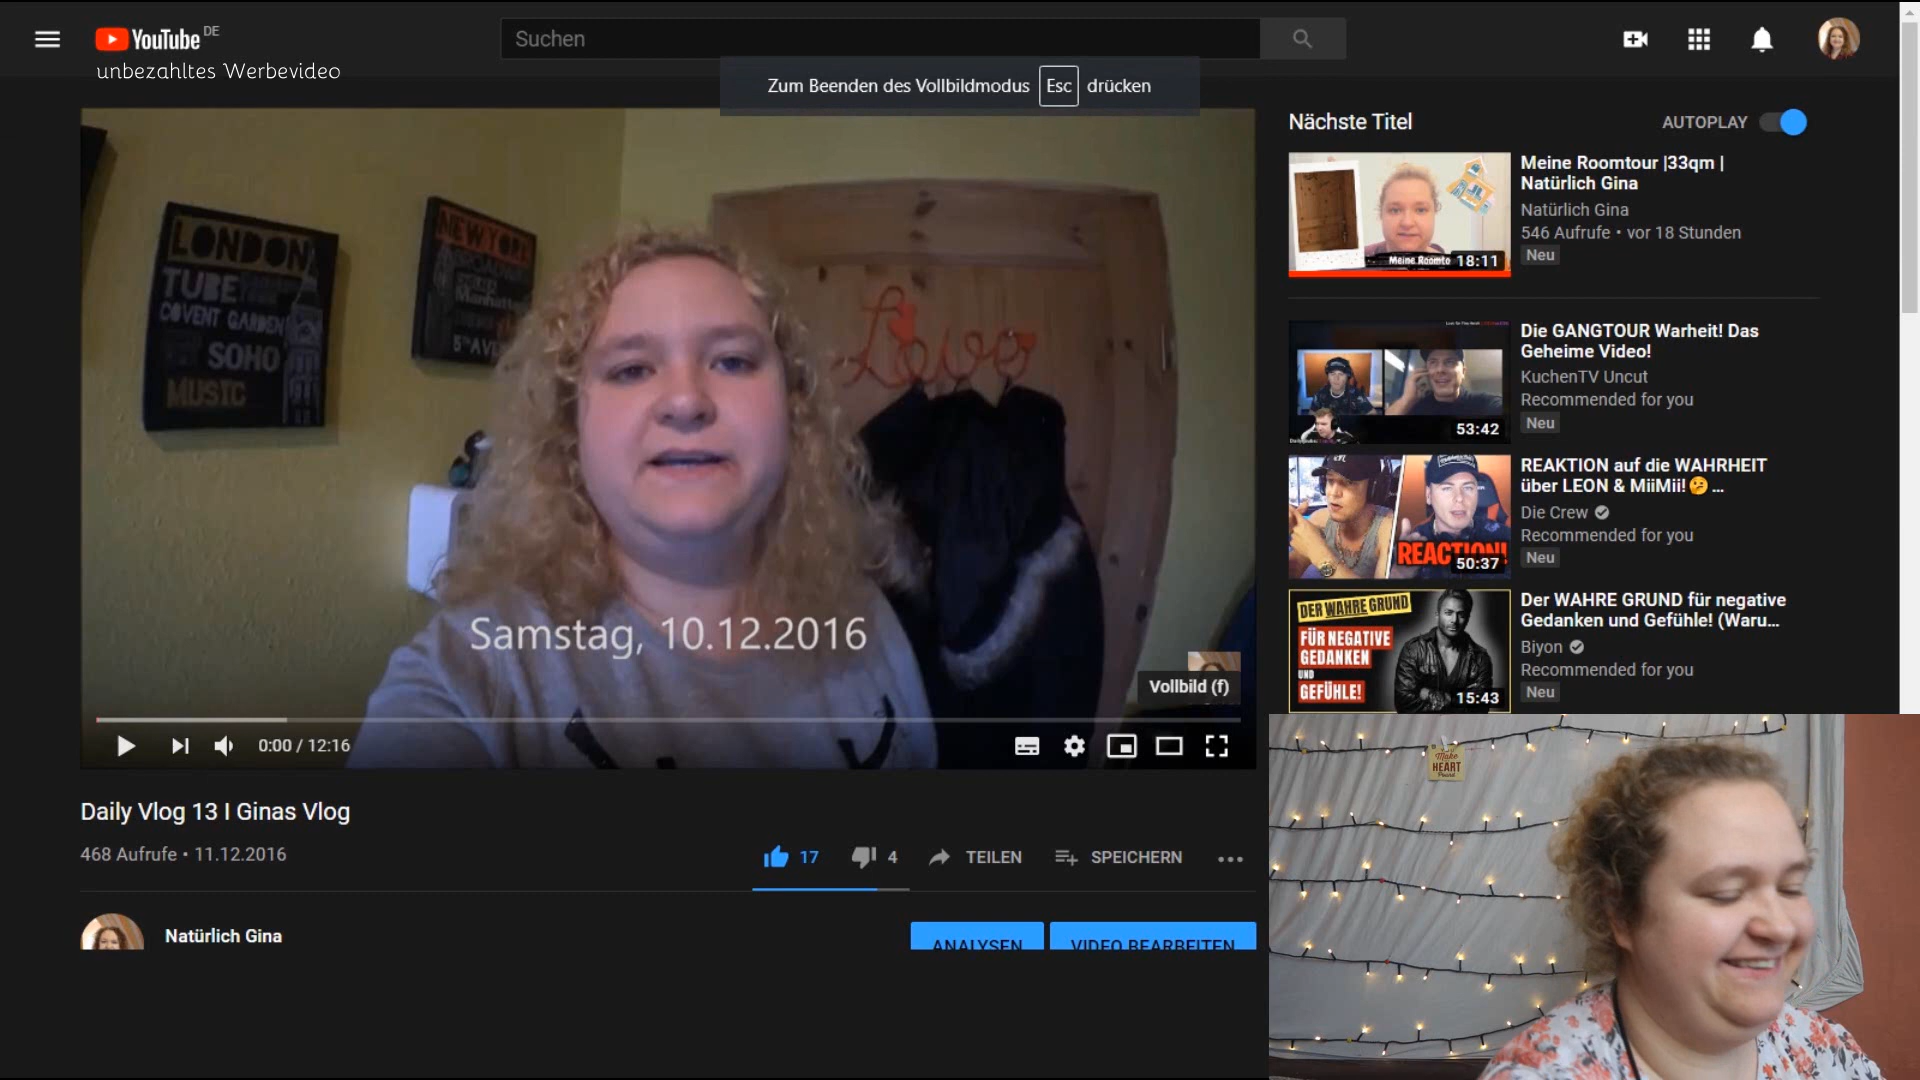 YouTube DE
unbezahltes Werbevideo
Suchen
Zum Beenden des Vollbildmodus Esc drücken
LONDON
TUBE
COVENT GARDEN
SOHO
MUSIC
NEW YORK
Manhattan
5TH AVE
Love
Samstag, 10.12.2016
Vollbild (f)
0:00 / 12:16
Daily Vlog 13 I Ginas Vlog
468 Aufrufe • 11.12.2016
17
4
TEILEN
SPEICHERN
Natürlich Gina
ANALYSEN
VIDEO BEARBEITEN
Nächste Titel
AUTOPLAY
Meine Roomto
18:11
Meine Roomtour |33qm |
Natürlich Gina
Natürlich Gina
546 Aufrufe • vor 18 Stunden
Neu
53:42
Die GANGTOUR Warheit! Das
Geheime Video!
KuchenTV Uncut
Recommended for you
Neu
REACTION!
50:37
REAKTION auf die WAHRHEIT
über LEON & MiiMii!🤔 ...
Die Crew
Recommended for you
Neu
DER WAHRE GRUND
FÜR NEGATIVE
GEDANKEN
UND
GEFÜHLE!
15:43
Der WAHRE GRUND für negative
Gedanken und Gefühle! (Waru...
Biyon
Recommended for you
Neu
Make
HEART